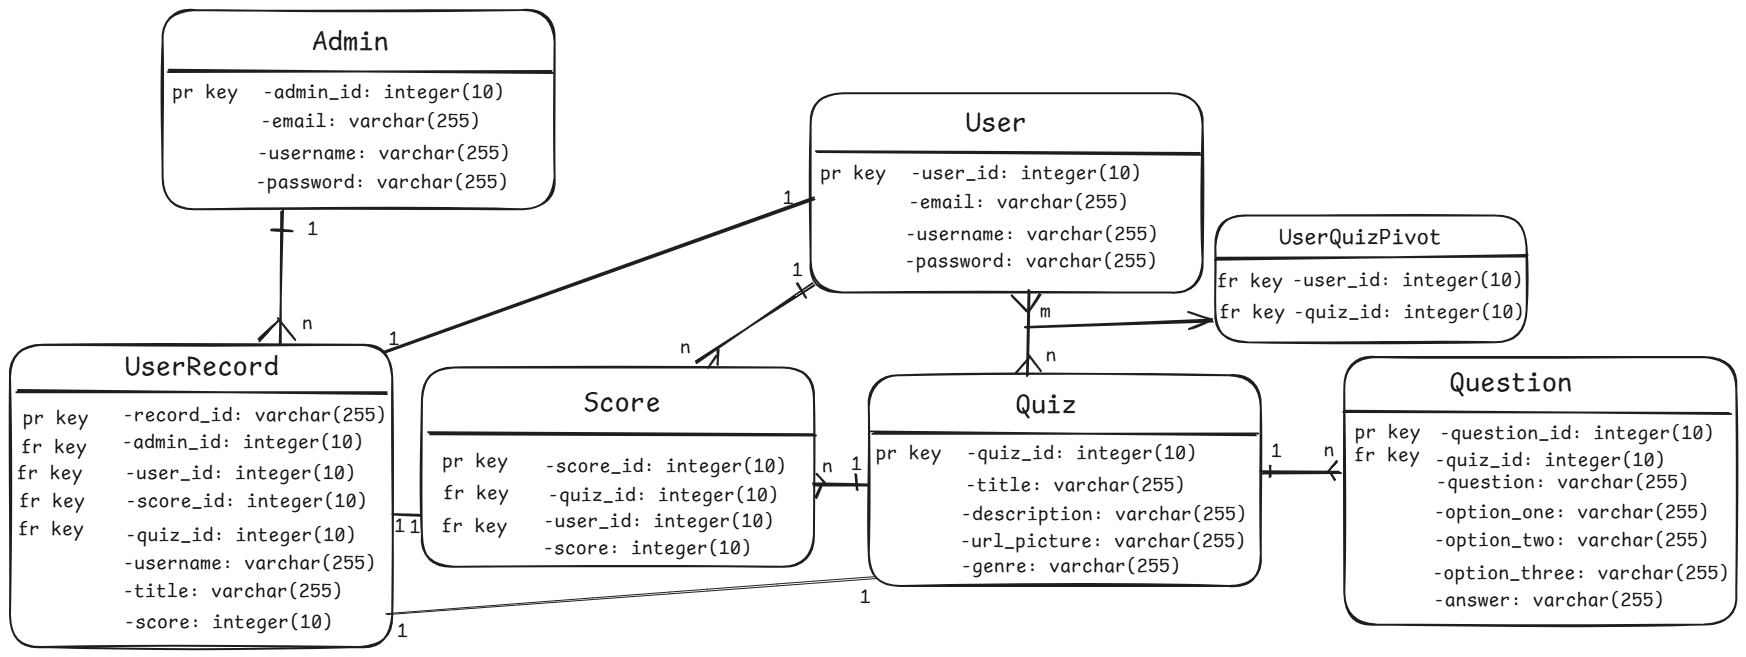 Admin
pr key -admin_id: integer(10)
-email: varchar(255)
-username: varchar(255)
-password: varchar(255)
1
n
User
pr key -user_id: integer(10)
-email: varchar(255)
-username: varchar(255)
-password: varchar(255)
1
1
1
n
m
n
UserQuizPivot
fr key -user_id: integer(10)
fr key -quiz_id: integer(10)
UserRecord
pr key -record_id: varchar(255)
fr key -admin_id: integer(10)
fr key -user_id: integer(10)
fr key -score_id: integer(10)
fr key -quiz_id: integer(10)
-username: varchar(255)
-title: varchar(255)
-score: integer(10)
1 1
1
1
Score
pr key -score_id: integer(10)
fr key -quiz_id: integer(10)
fr key -user_id: integer(10)
-score: integer(10)
n 1
Quiz
pr key -quiz_id: integer(10)
-title: varchar(255)
-description: varchar(255)
-url_picture: varchar(255)
-genre: varchar(255)
1 n
Question
pr key -question_id: integer(10)
fr key -quiz_id: integer(10)
-question: varchar(255)
-option_one: varchar(255)
-option_two: varchar(255)
-option_three: varchar(255)
-answer: varchar(255)